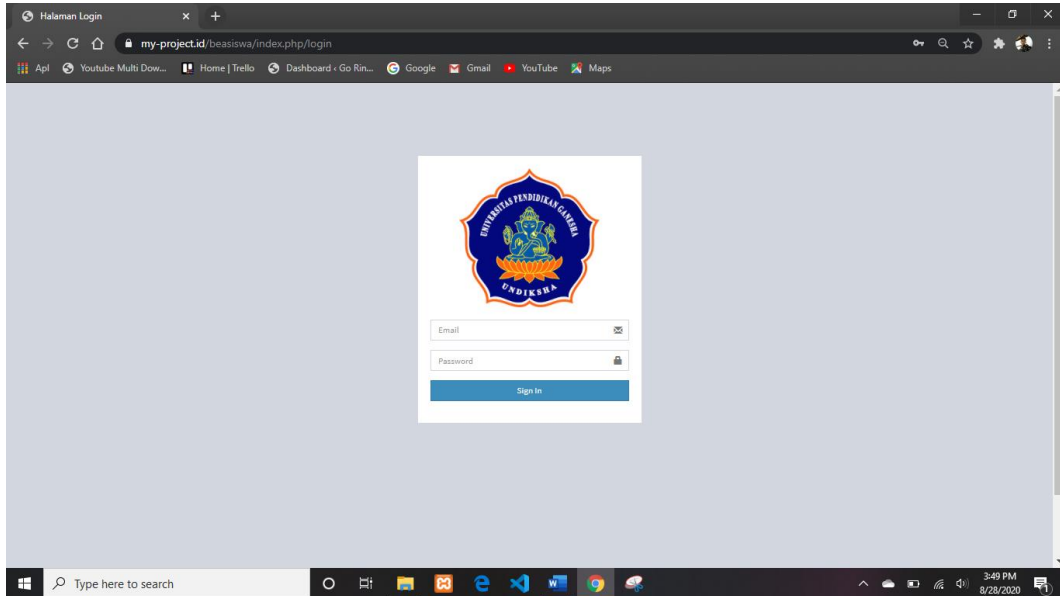 Halaman Login
my-project.id/beasiswa/index.php/login
Apl Youtube Multi Dow... Home | Trello Dashboard ‹ Go Rin... Google Gmail YouTube Maps
UNIVERSITAS PENDIDIKAN GANESHA
UNDIKSHA
Email
Password
Sign In
Type here to search
3:49 PM
8/28/2020